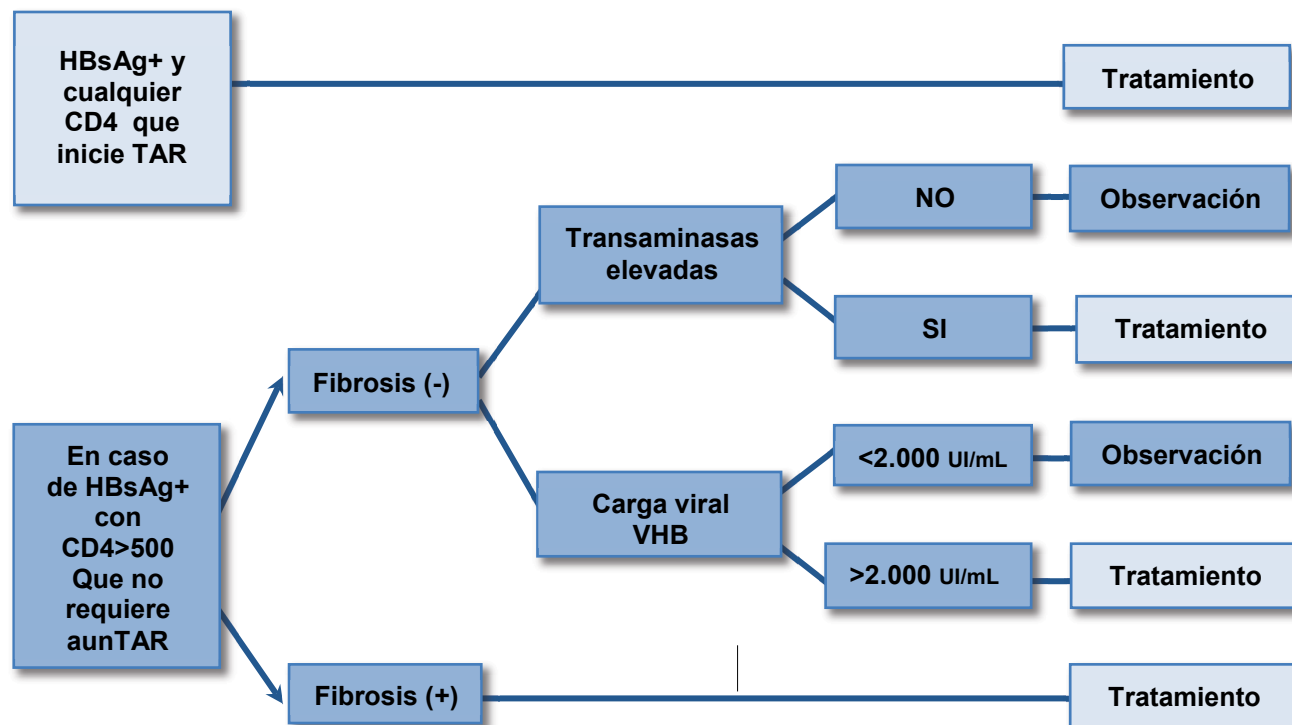 HBsAg+ y
cualquier
CD4 que
inicie TAR
Tratamiento
NO
Observación
Transaminasas
elevadas
SI
Tratamiento
Fibrosis (-)
En caso
de HBsAg+
con
CD4>500
Que no
requiere
aunTAR
<2.000 UI/mL
Observación
Carga viral
VHB
>2.000 UI/mL
Tratamiento
Fibrosis (+)
Tratamiento